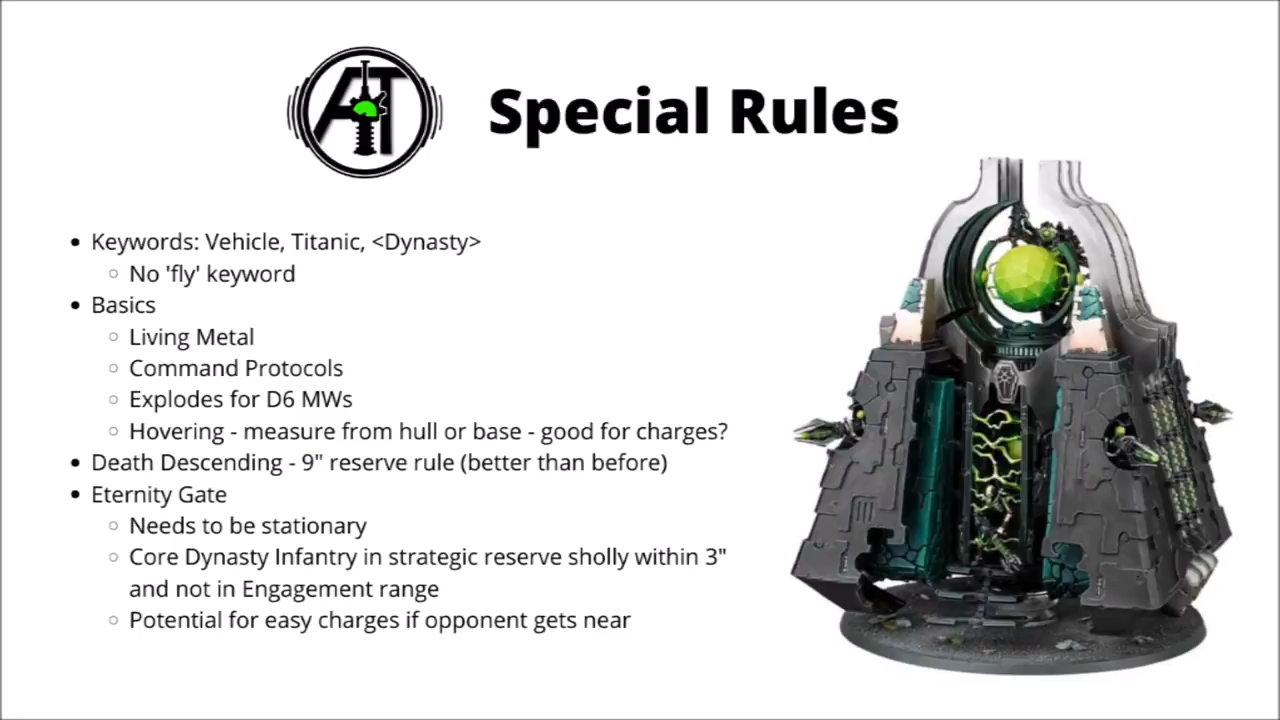 AT
Special Rules
Keywords: Vehicle, Titanic, <Dynasty>
No 'fly' keyword
Basics
Living Metal
Command Protocols
Explodes for D6 MWs
Hovering - measure from hull or base - good for charges?
Death Descending - 9" reserve rule (better than before)
Eternity Gate
Needs to be stationary
Core Dynasty Infantry in strategic reserve sholly within 3"
and not in Engagement range
Potential for easy charges if opponent gets near